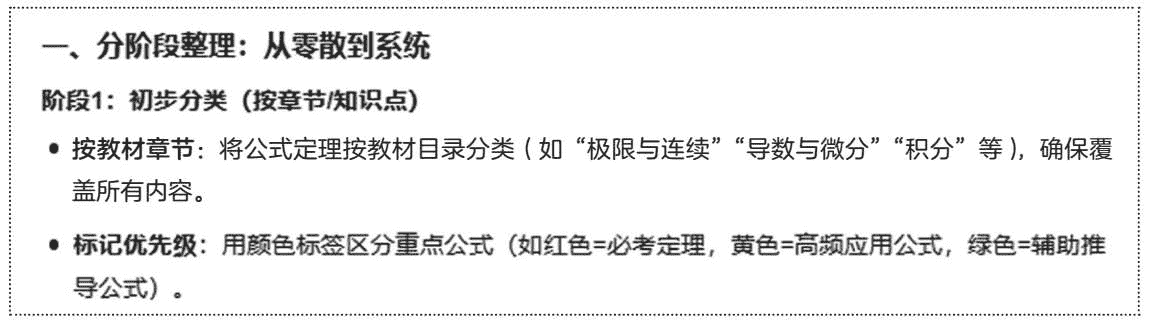 一、分阶段整理：从零散到系统
阶段1：初步分类（按章节/知识点）
• 按教材章节：将公式定理按教材目录分类（如“极限与连续”“导数与微分”“积分”等），确保覆
盖所有内容。
• 标记优先级：用颜色标签区分重点公式（如红色=必考定理，黄色=高频应用公式，绿色=辅助推
导公式）。